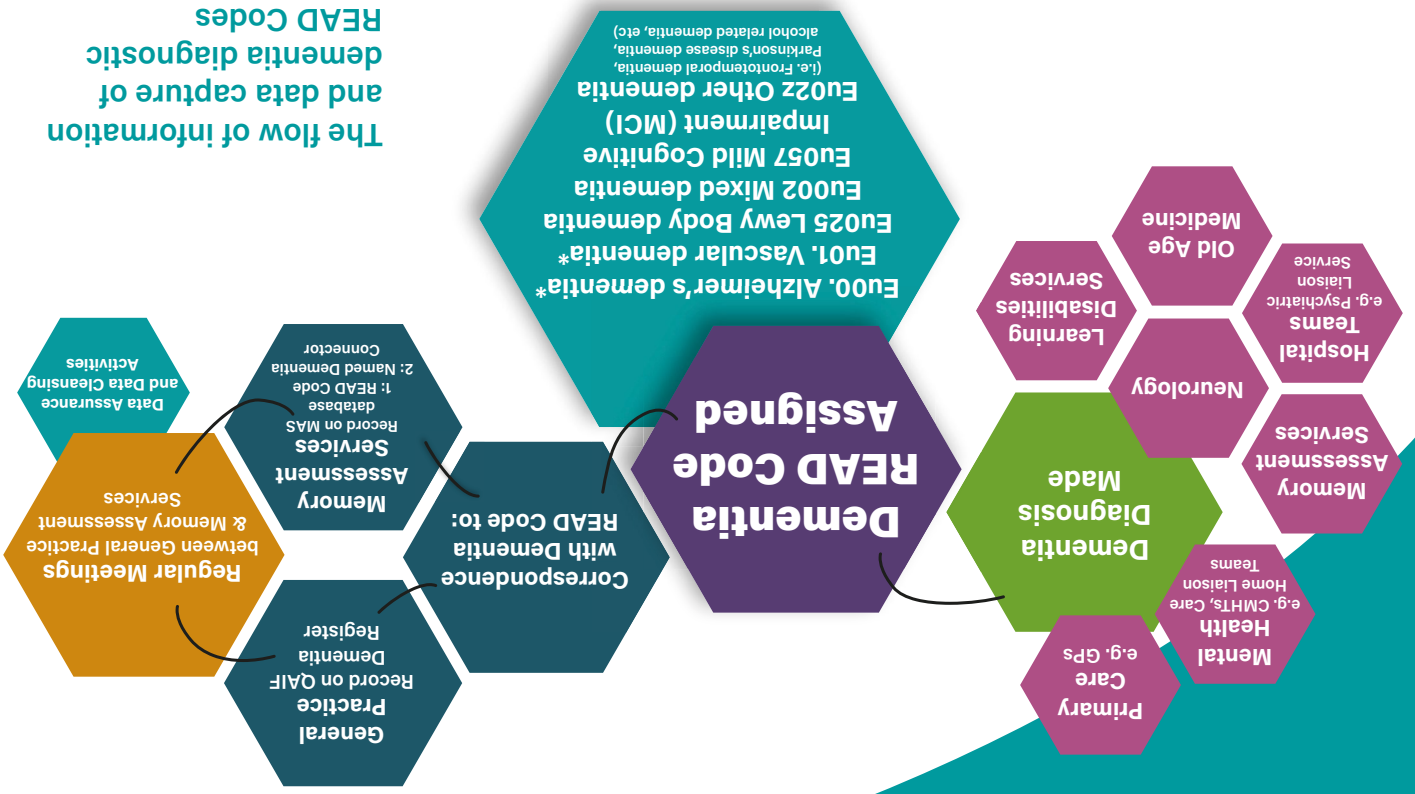 The flow of information
and data capture of
dementia diagnostic
READ Codes
Primary
Care
e.g. GPs
Mental
Health
e.g. CMHTs, Care
Home Liaison
Teams
Memory
Assessment
Services
Hospital
Teams
e.g. Psychiatric
Liaison
Service
Neurology
Old Age
Medicine
Learning
Disabilities
Services
Dementia
Diagnosis
Made
Dementia
READ Code
Assigned
Eu00. Alzheimer's dementia*
Eu01. Vascular dementia*
Eu025 Lewy Body dementia
Eu002 Mixed dementia
Eu057 Mild Cognitive
Impairment (MCI)
Eu02z Other dementia
(i.e. Frontotemporal dementia,
Parkinson's disease dementia,
alcohol related dementia, etc)
Correspondence
with Dementia
READ Code to:
General
Practice
Record on QAIF
Dementia
Register
Memory
Assessment
Services
Record on MAS
database
1: READ Code
2: Named Dementia
Connector
Regular Meetings
between General Practice
& Memory Assessment
Services
Data Assurance
and Data Cleansing
Activities